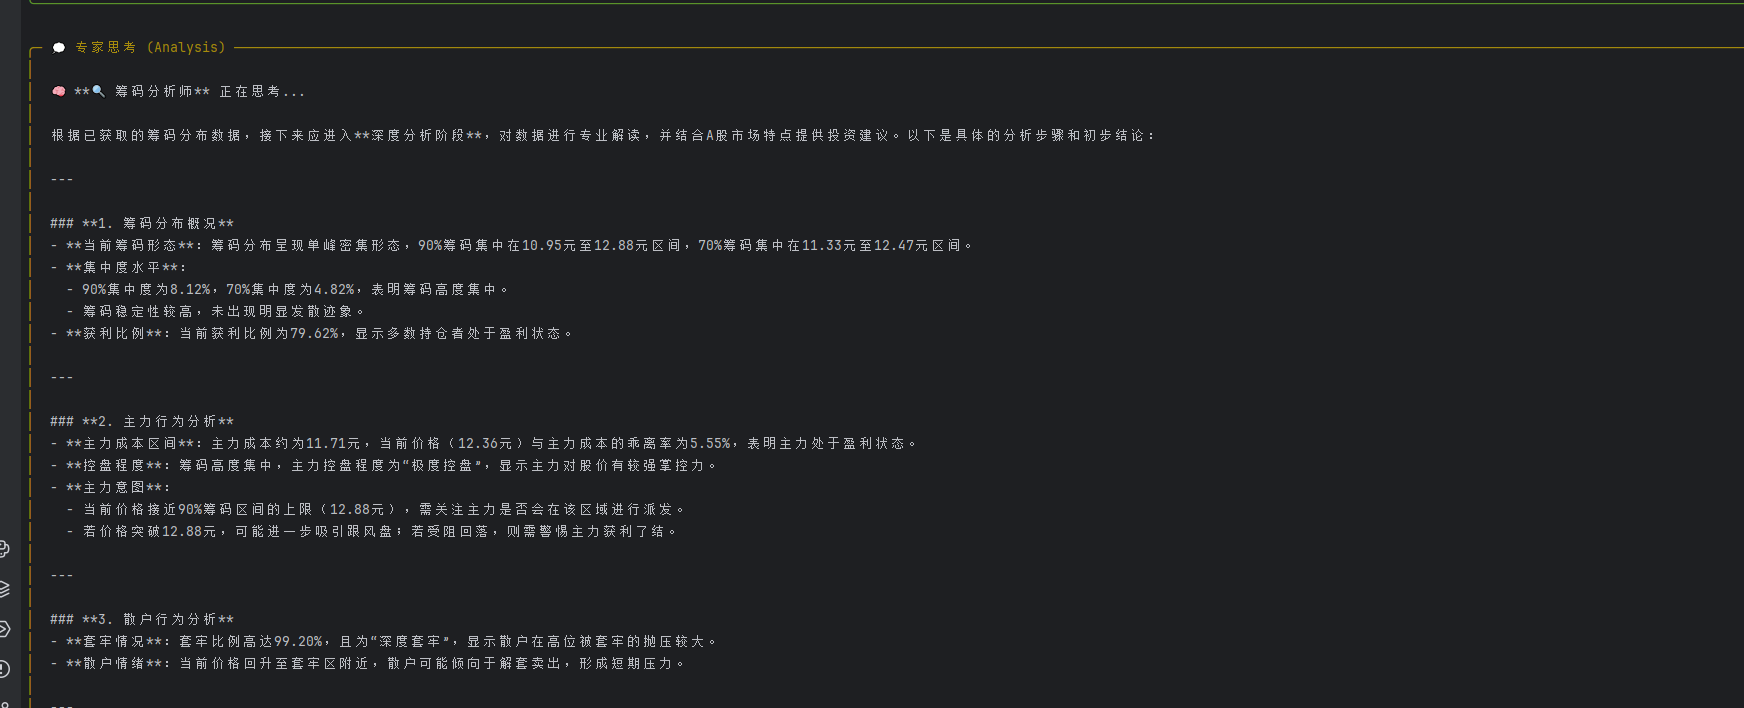 专家思考 (Analysis)
**🔍 筹码分析师** 正在思考...
根据已获取的筹码分布数据，接下来应进入**深度分析阶段**，对数据进行专业解读，并结合A股市场特点提供投资建议。以下是具体的分析步骤和初步结论：
---
### **1. 筹码分布概况**
- **当前筹码形态**: 筹码分布呈现单峰密集形态，90%筹码集中在10.95元至12.88元区间，70%筹码集中在11.33元至12.47元区间。
- **集中度水平**:
- 90%集中度为8.12%，70%集中度为4.82%，表明筹码高度集中。
- 筹码稳定性较高，未出现明显发散迹象。
- **获利比例**: 当前获利比例为79.62%，显示多数持仓者处于盈利状态。
---
### **2. 主力行为分析**
- **主力成本区间**: 主力成本约为11.71元，当前价格（12.36元）与主力成本的乖离率为5.55%，表明主力处于盈利状态。
- **控盘程度**: 筹码高度集中，主力控盘程度为“极度控盘”，显示主力对股价有较强掌控力。
- **主力意图**:
- 当前价格接近90%筹码区间的上限（12.88元），需关注主力是否会在该区域进行派发。
- 若价格突破12.88元，可能进一步吸引跟风盘；若受阻回落，则需警惕主力获利了结。
---
### **3. 散户行为分析**
- **套牢情况**: 套牢比例高达99.20%，且为“深度套牢”，显示散户在高位被套牢的抛压较大。
- **散户情绪**: 当前价格回升至套牢区附近，散户可能倾向于解套卖出，形成短期压力。
---